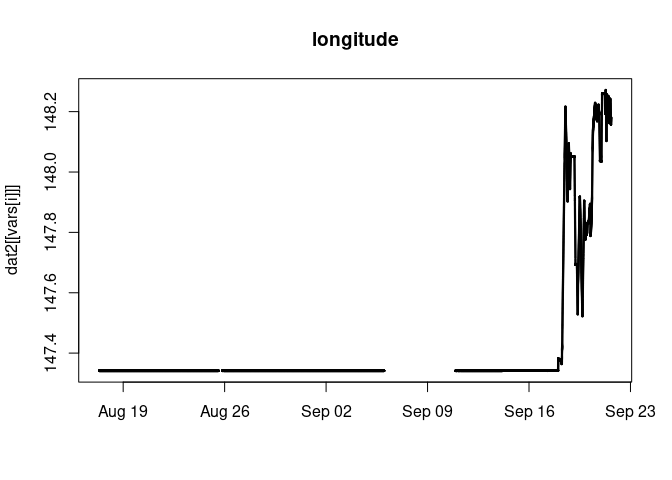 longitude
dat2[[vars[i]]]
148.2
148.0
147.8
147.6
147.4
Aug 19
Aug 26
Sep 02
Sep 09
Sep 16
Sep 23